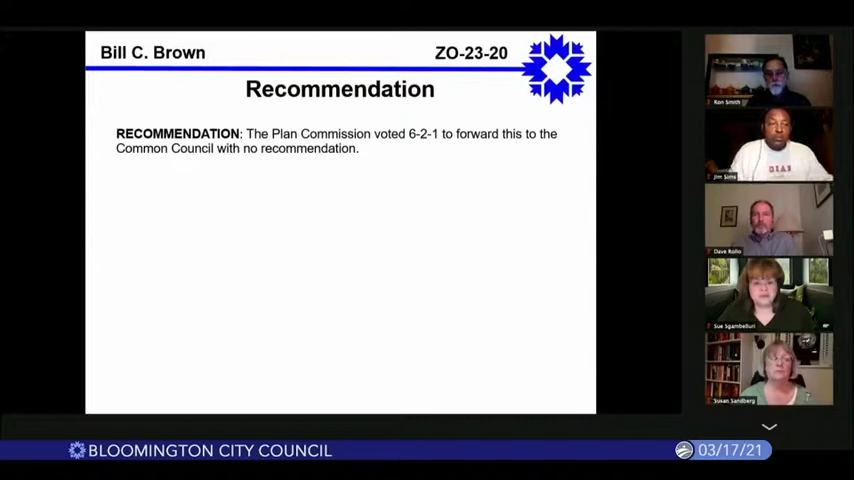 Bill C. Brown
ZO-23-20
Recommendation
RECOMMENDATION: The Plan Commission voted 6-2-1 to forward this to the
Common Council with no recommendation.
Ron Smith
Jim Sims
Dave Rollo
Sue Sgambelluri
Susan Sandberg
BLOOMINGTON CITY COUNCIL
03/17/21